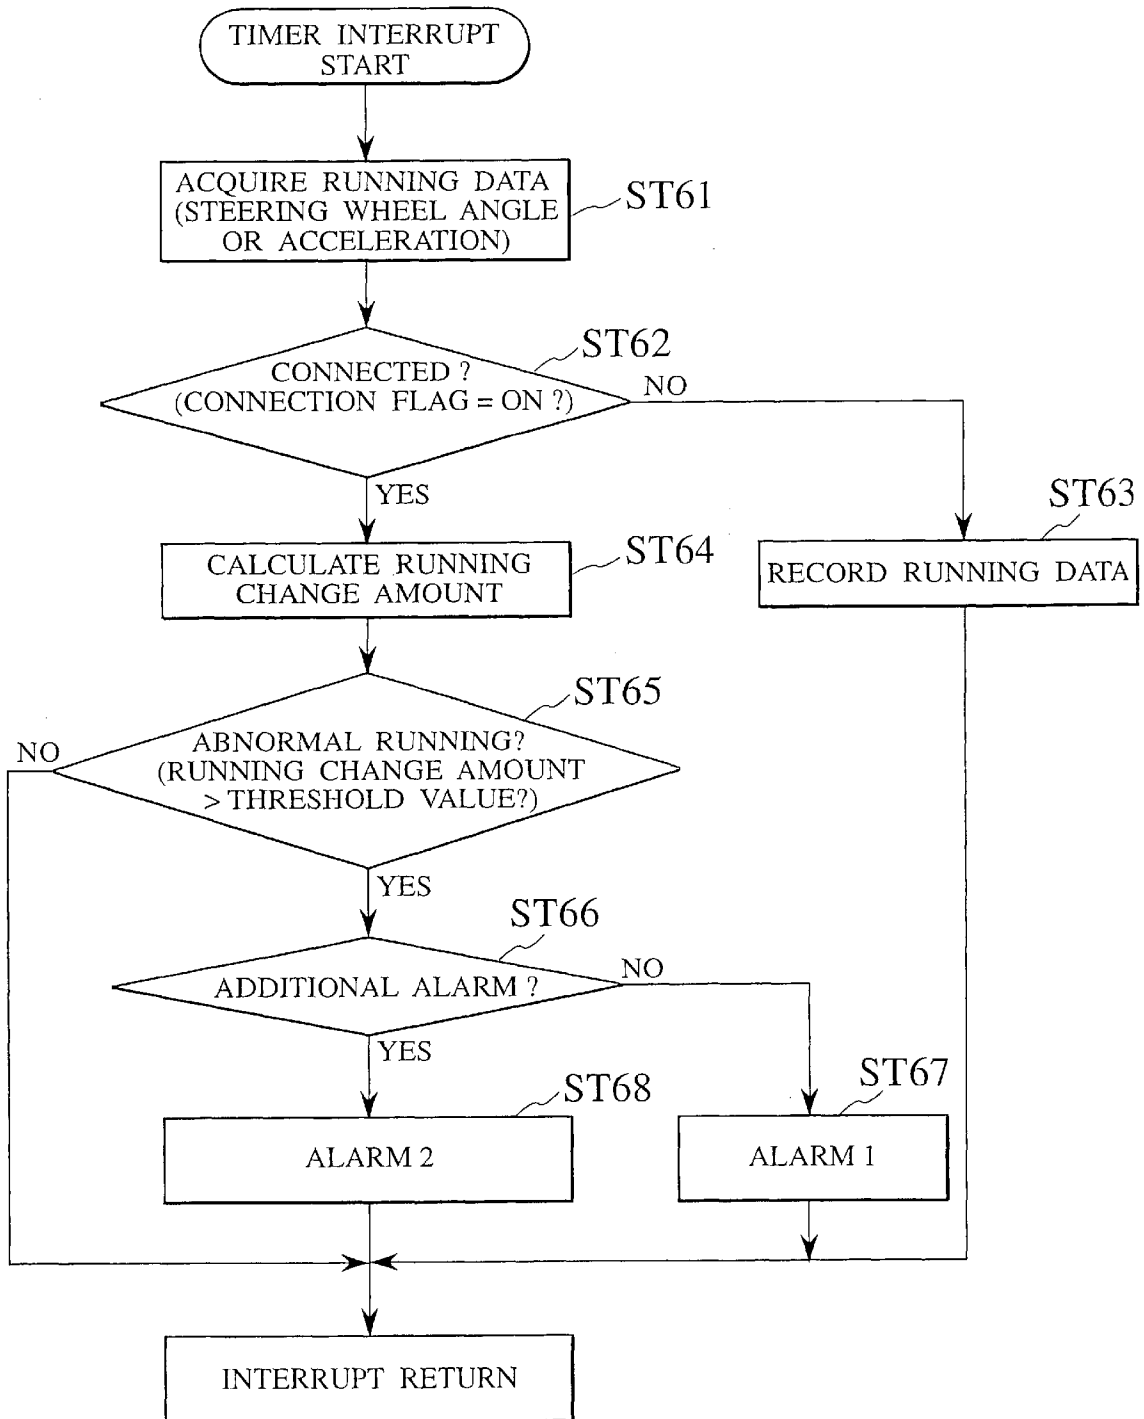 TIMER INTERRUPT
START
ACQUIRE RUNNING DATA
(STEERING WHEEL ANGLE
OR ACCELERATION)
ST61
CONNECTED ?
(CONNECTION FLAG = ON ?)
ST62
NO
YES
ST63
RECORD RUNNING DATA
CALCULATE RUNNING
CHANGE AMOUNT
ST64
ST65
ABNORMAL RUNNING?
(RUNNING CHANGE AMOUNT
> THRESHOLD VALUE?)
NO
YES
ST66
ADDITIONAL ALARM ?
NO
YES
ST68
ALARM 2
ST67
ALARM 1
INTERRUPT RETURN